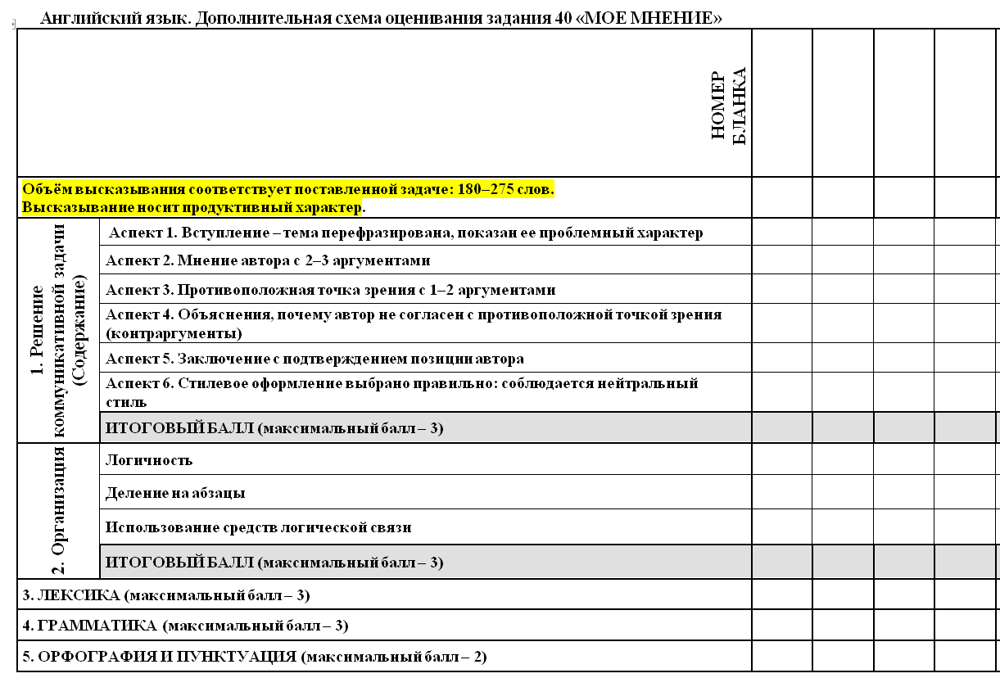 Английский язык. Дополнительная схема оценивания задания 40 «МОЕ МНЕНИЕ»
НОМЕР
БЛАНКА
Объём высказывания соответствует поставленной задаче: 180–275 слов.
Высказывание носит продуктивный характер.
1. Решение
коммуникативной задачи
(Содержание)
Аспект 1. Вступление – тема перефразирована, показан ее проблемный характер
Аспект 2. Мнение автора с 2–3 аргументами
Аспект 3. Противоположная точка зрения с 1–2 аргументами
Аспект 4. Объяснения, почему автор не согласен с противоположной точкой зрения
(контраргументы)
Аспект 5. Заключение с подтверждением позиции автора
Аспект 6. Стилевое оформление выбрано правильно: соблюдается нейтральный
стиль
ИТОГОВЫЙ БАЛЛ (максимальный балл – 3)
2. Организация
Логичность
Деление на абзацы
Использование средств логической связи
ИТОГОВЫЙ БАЛЛ (максимальный балл – 3)
3. ЛЕКСИКА (максимальный балл – 3)
4. ГРАММАТИКА (максимальный балл – 3)
5. ОРФОГРАФИЯ И ПУНКТУАЦИЯ (максимальный балл – 2)